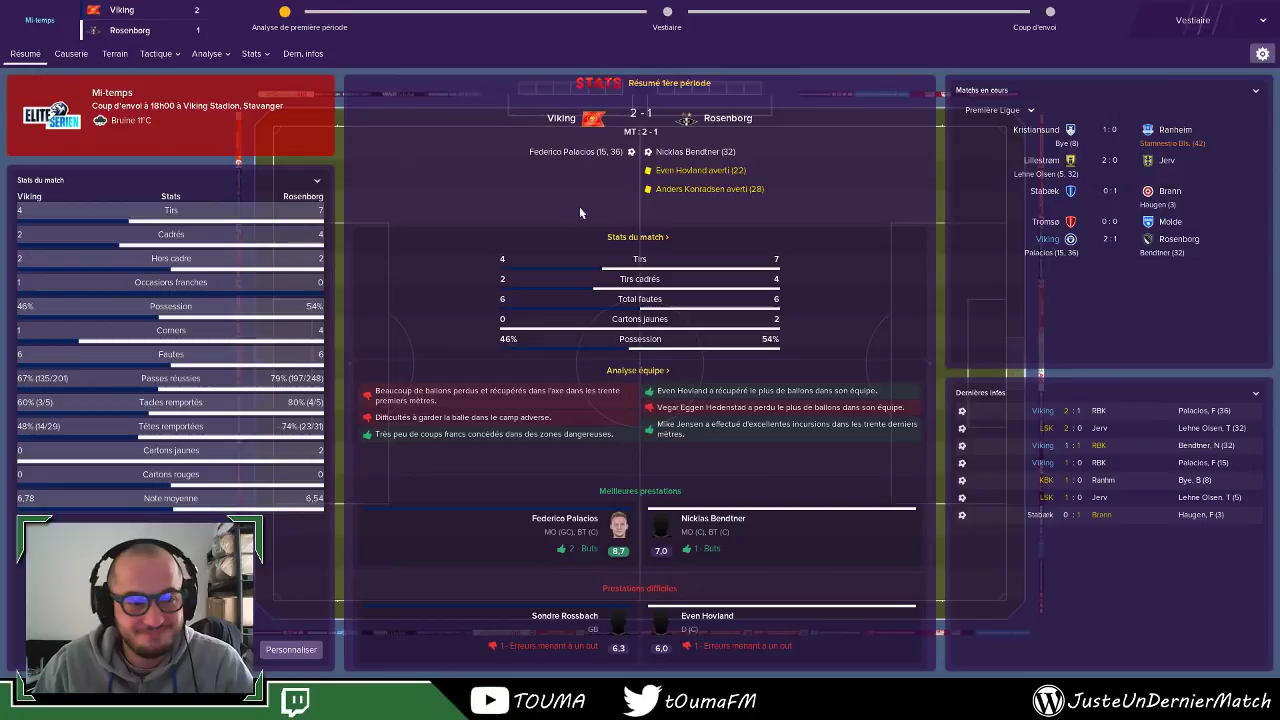 Mi-temps
Viking 2
Rosenborg 1
Analyse de première période
Vestiaire
Coup d'envoi
Vestiaire
Résumé Causerie Terrain Tactique Analyse Stats Dern. infos
ELITE
SERIEN
Mi-temps
Coup d'envoi à 18h00 à Viking Stadion, Stavanger
Bruine 11°C
Stats du match
Viking Stats Rosenborg
4 Tirs 7
2 Cadrés 4
2 Hors cadre 2
1 Occasions franches 0
46% Possession 54%
1 Corners 4
6 Fautes 6
67% (135/201) Passes réussies 79% (197/248)
60% (3/5) Tacles remportés 80% (4/5)
48% (14/29) Têtes remportées 74% (23/31)
0 Cartons jaunes 2
0 Cartons rouges 0
6,78 Note moyenne 6,54
Personnaliser
STATS Résumé 1ère période
Viking 2 - 1 Rosenborg
MT : 2 - 1
Federico Palacios (15, 36) Nicklas Bendtner (32)
Even Hovland averti (22)
Anders Konradsen averti (28)
Stats du match >
4 Tirs 7
2 Tirs cadrés 4
6 Total fautes 6
0 Cartons jaunes 2
46% Possession 54%
Analyse équipe >
Beaucoup de ballons perdus et récupérés dans l'axe dans les trente
premiers mètres.
Difficultés à garder la balle dans le camp adverse.
Très peu de coups francs concédés dans des zones dangereuses.
Even Hovland a récupéré le plus de ballons dans son équipe.
Vegar Eggen Hedenstad a perdu le plus de ballons dans son équipe.
Mike Jensen a effectué d'excellentes incursions dans les trente derniers
mètres.
Meilleures prestations
Federico Palacios
MO (GC), BT (C)
2 - Buts 8,7
Nicklas Bendtner
MO (C), BT (C)
7,0 1 - Buts
Prestations difficiles
Sondre Rossbach
GB
1 - Erreurs menant à un but 6,3
Even Hovland
D (C)
6,0 1 - Erreurs menant à un but
Matchs en cours
Première Ligue
Kristiansund 1 : 0 Ranheim
Bye (8) Stamnestrø Bls. (42)
Lillestrøm 2 : 0 Jerv
Lehne Olsen (5, 32)
Stabæk 0 : 1 Brann
Haugen (3)
Tromsø 0 : 0 Molde
Viking 2 : 1 Rosenborg
Palacios (15, 36) Bendtner (32)
Dernières infos
Viking 2 : 1 RBK Palacios, F (36)
LSK 2 : 0 Jerv Lehne Olsen, T (32)
Viking 1 : 1 RBK Bendtner, N (32)
Viking 1 : 0 RBK Palacios, F (15)
KBK 1 : 0 Ranhm Bye, B (8)
LSK 1 : 0 Jerv Lehne Olsen, T (5)
Stabæk 0 : 1 Brann Haugen, F (3)
TOUMA
tOumaFM
JusteUnDernierMatch